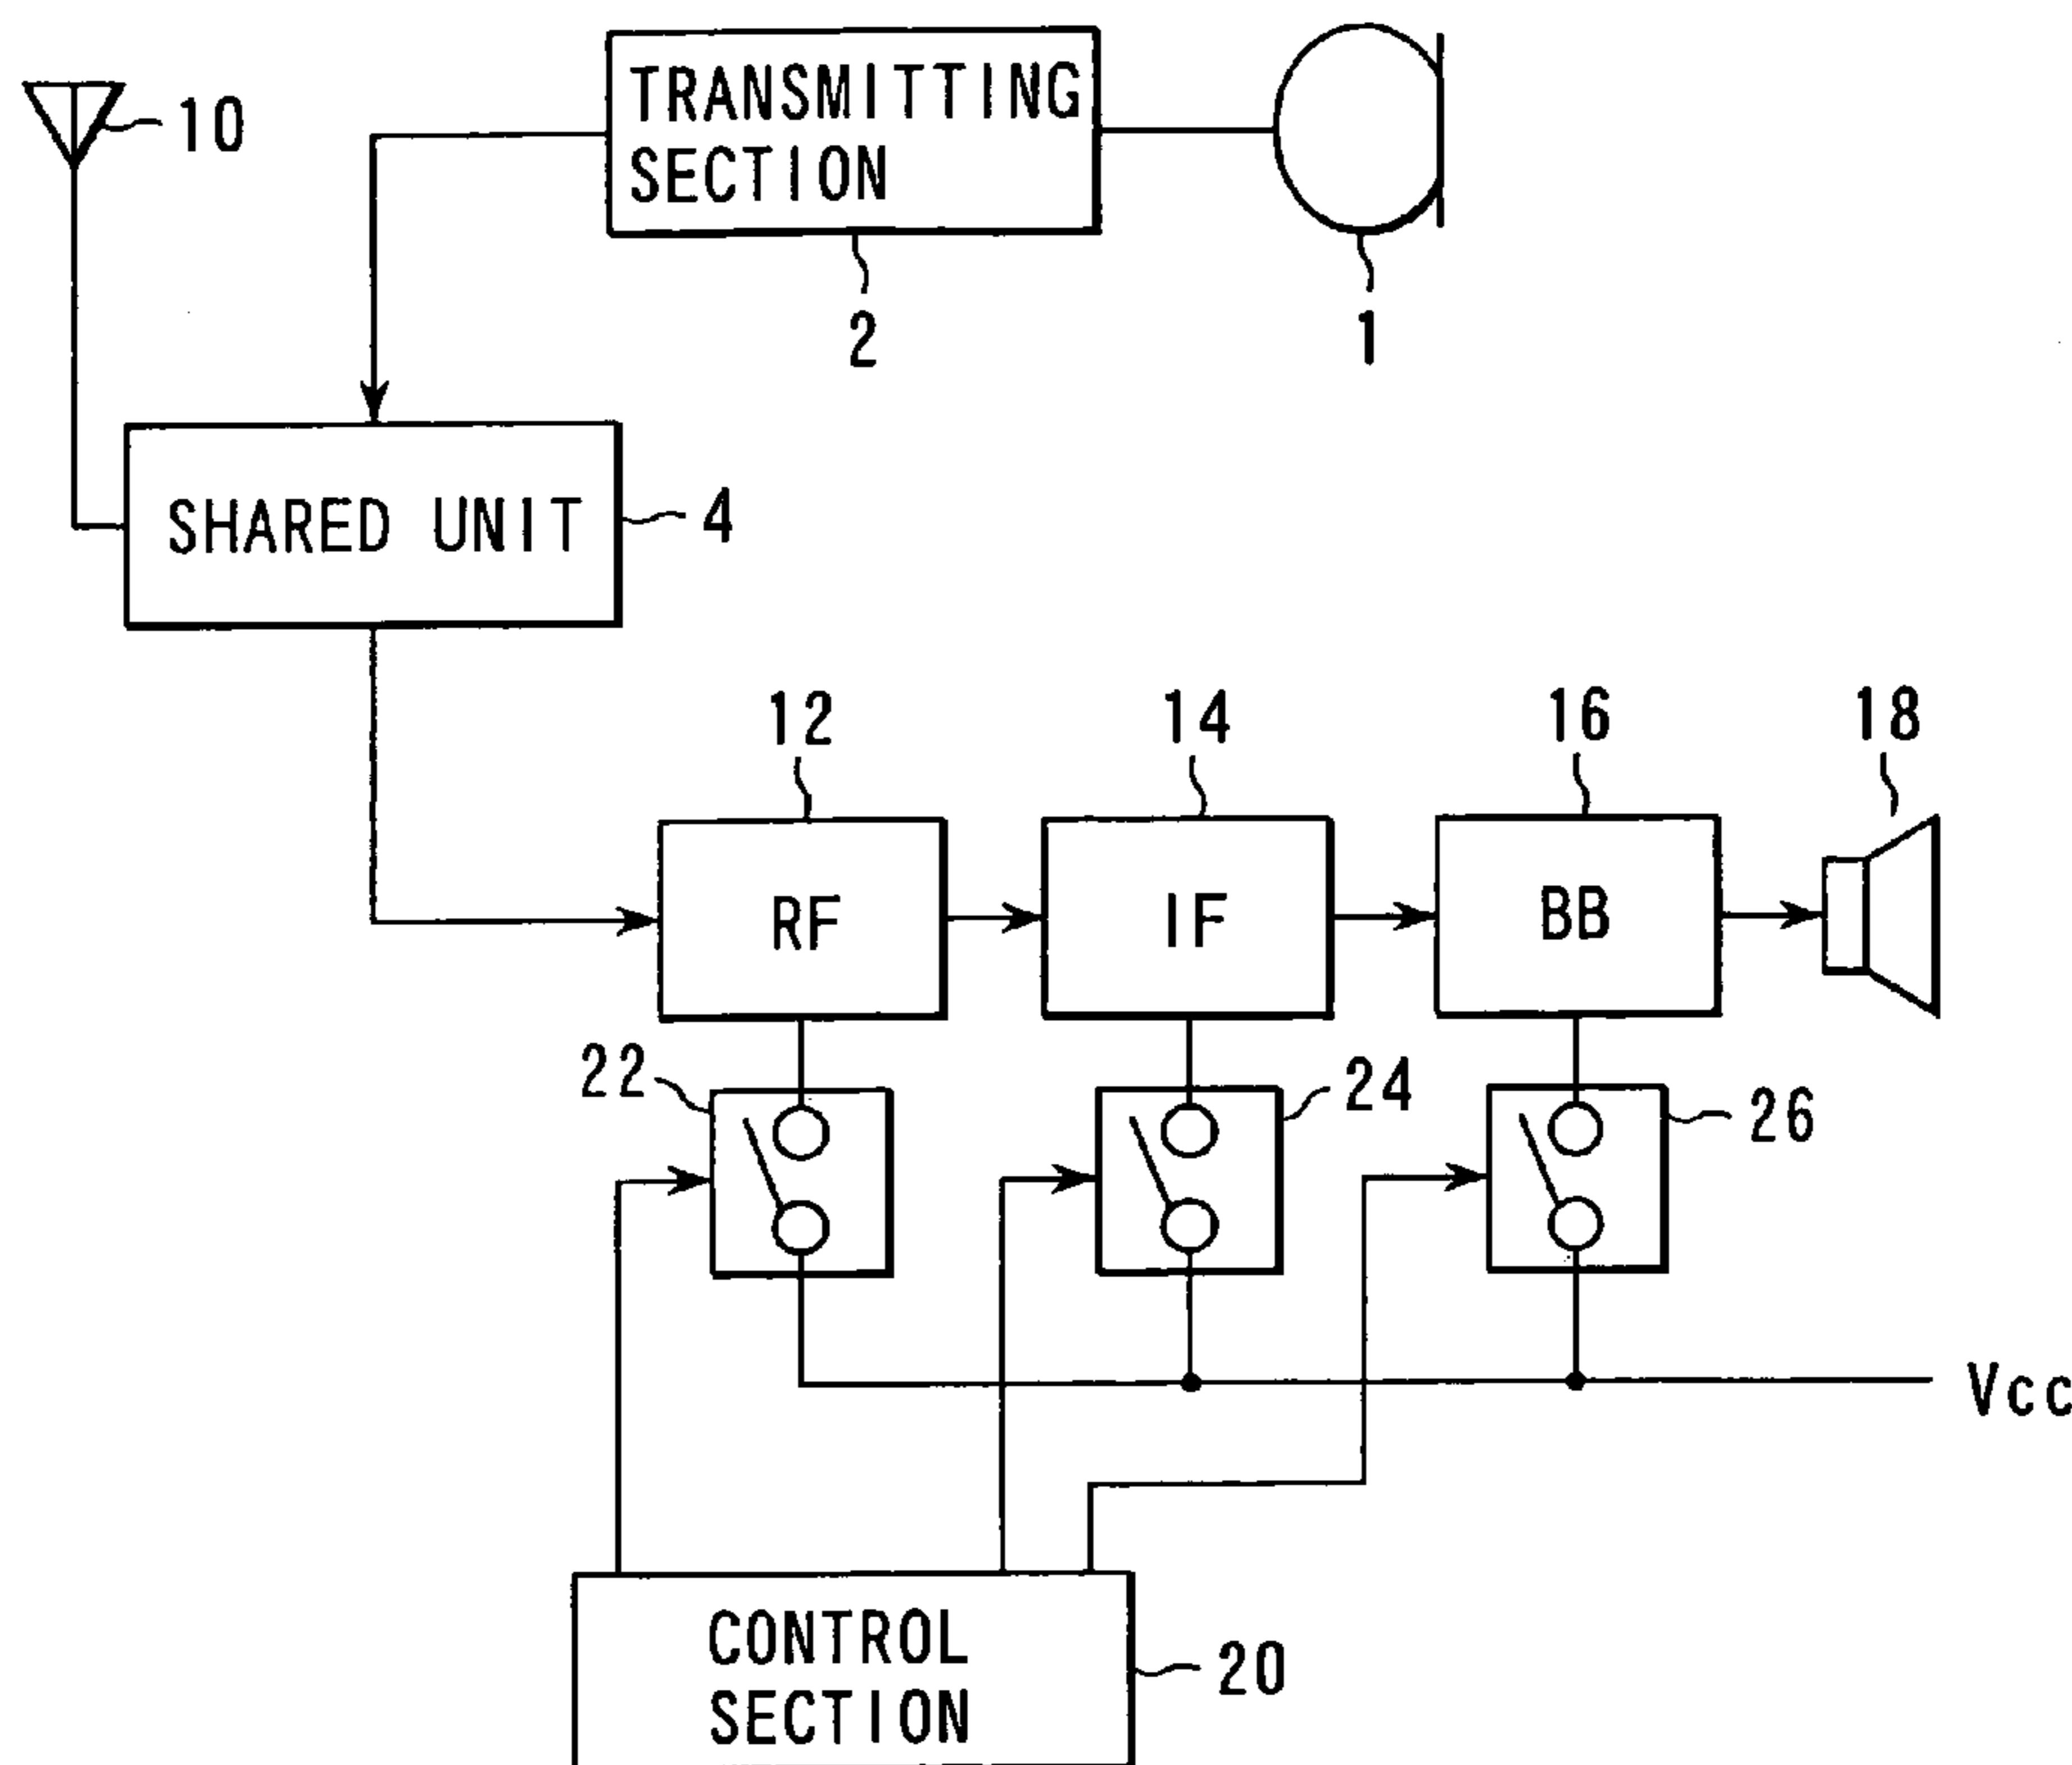 10
TRANSMITTING
SECTION
2
1
SHARED UNIT
4
12
14
16
18
RF
IF
BB
22
24
26
Vcc
CONTROL
SECTION
20